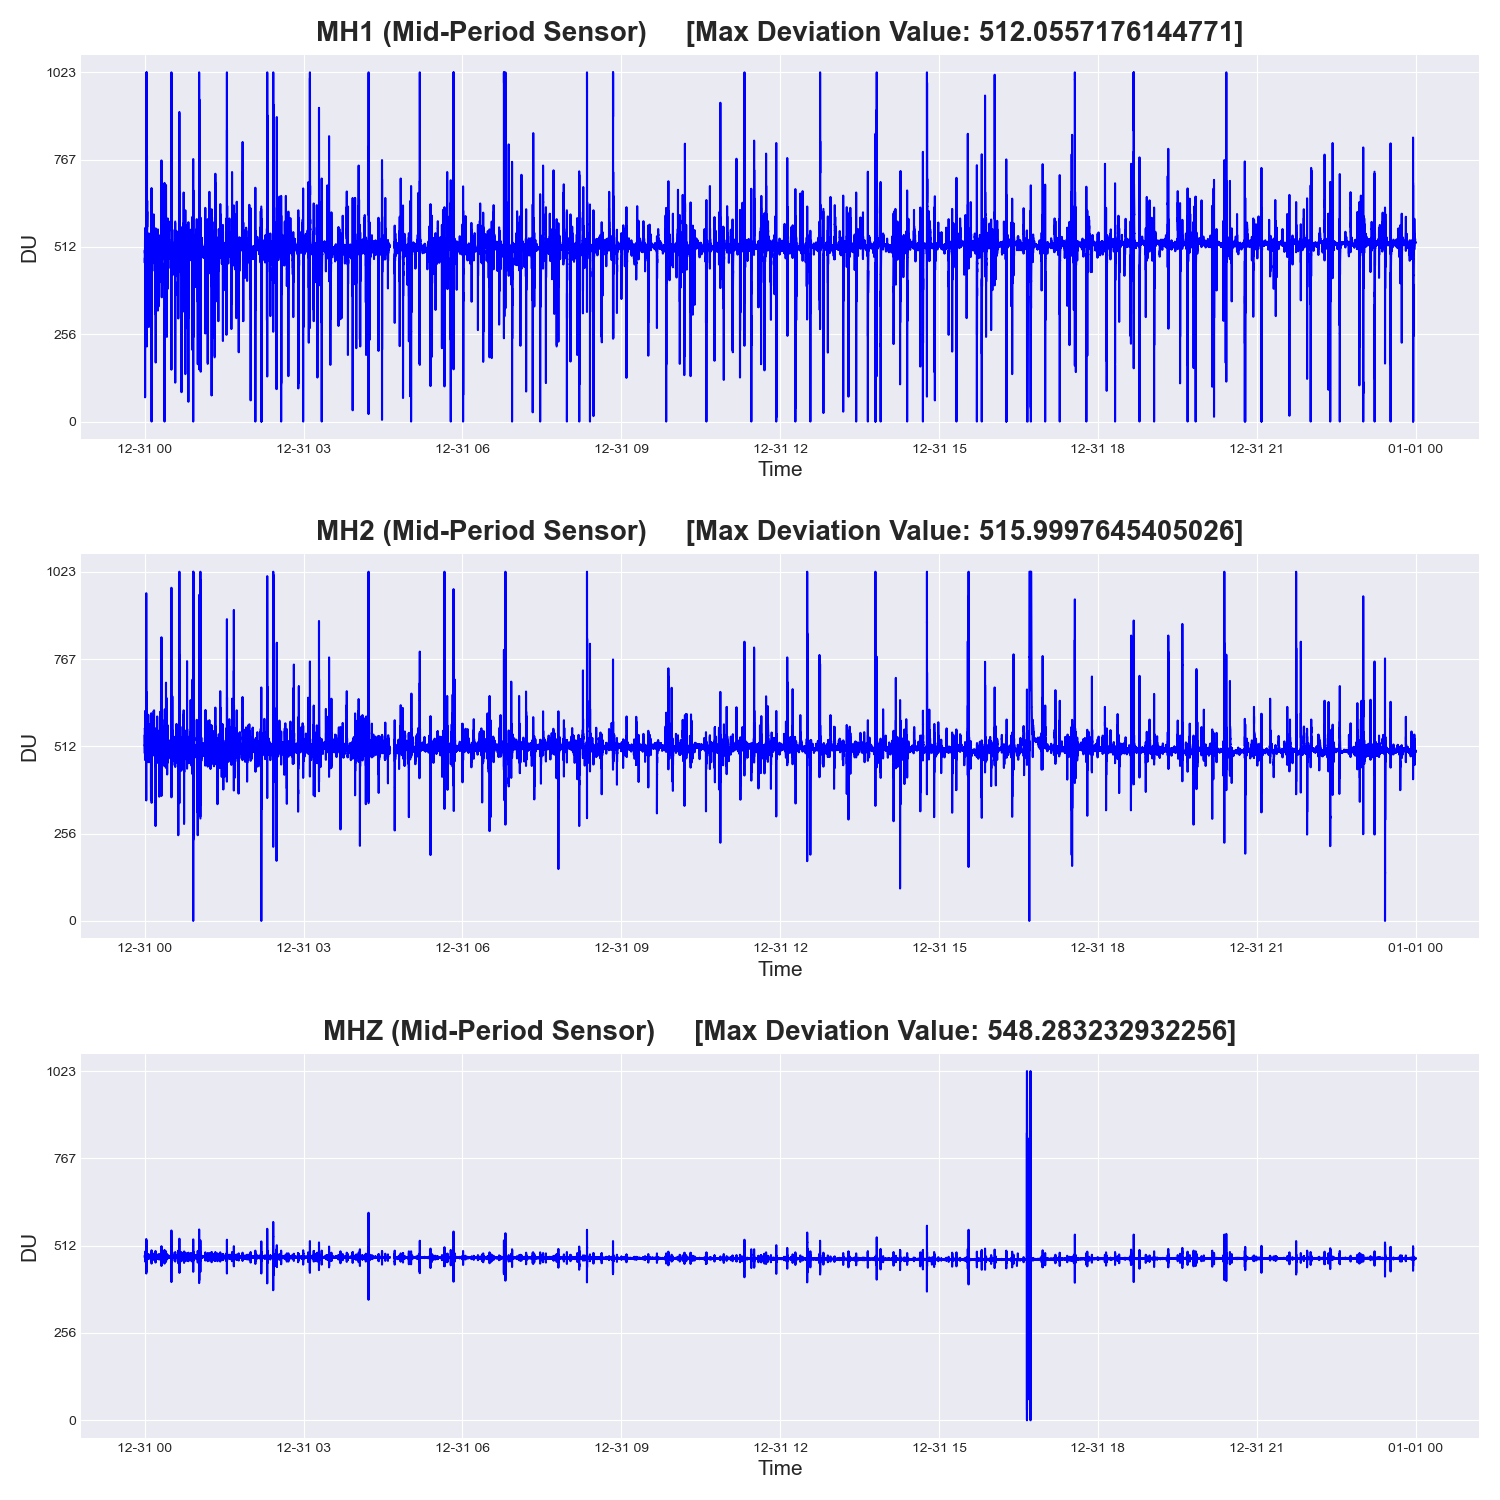 MH1 (Mid-Period Sensor) [Max Deviation Value: 512.0557176144771]
1023
767
512
256
0
DU
12-31 00 12-31 03 12-31 06 12-31 09 12-31 12 12-31 15 12-31 18 12-31 21 01-01 00
Time
MH2 (Mid-Period Sensor) [Max Deviation Value: 515.9997645405026]
1023
767
512
256
0
DU
12-31 00 12-31 03 12-31 06 12-31 09 12-31 12 12-31 15 12-31 18 12-31 21 01-01 00
Time
MHZ (Mid-Period Sensor) [Max Deviation Value: 548.283232932256]
1023
767
512
256
0
DU
12-31 00 12-31 03 12-31 06 12-31 09 12-31 12 12-31 15 12-31 18 12-31 21 01-01 00
Time